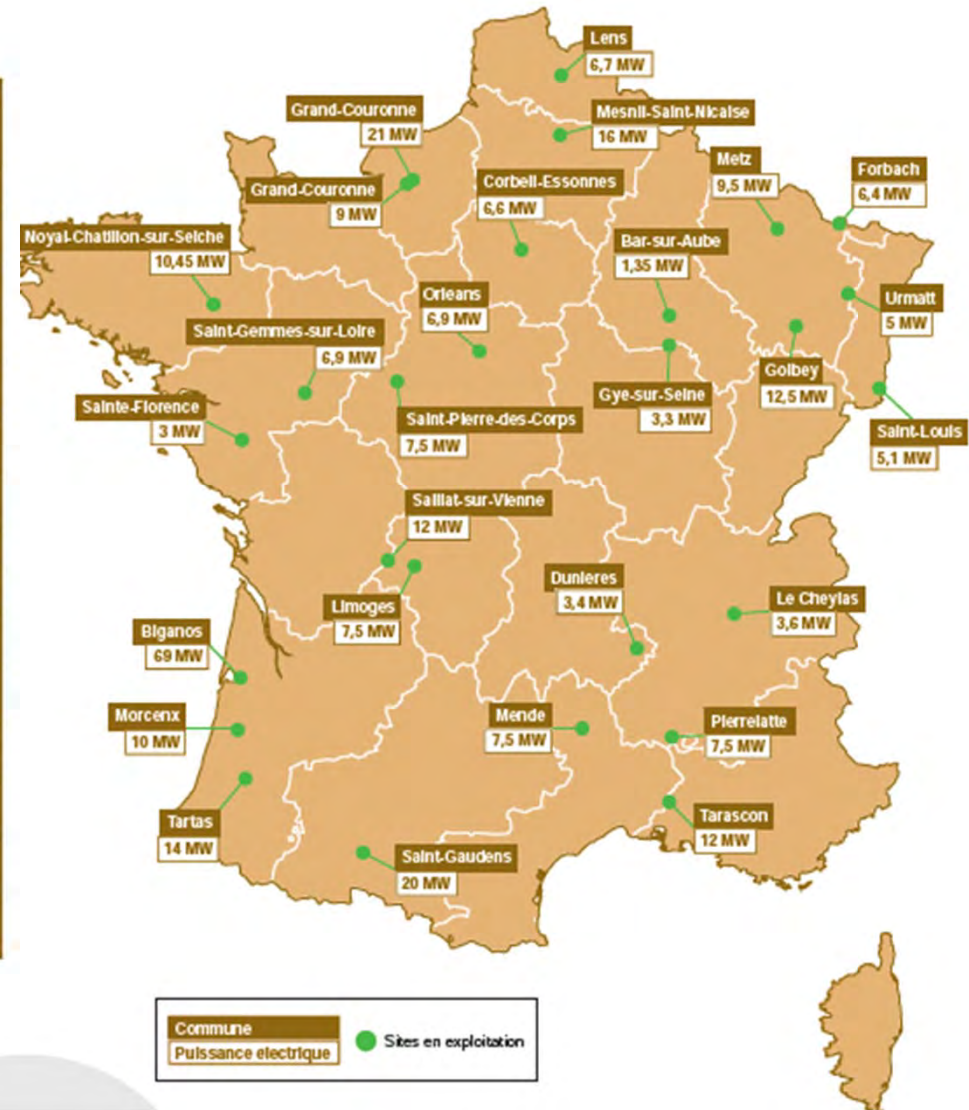 Lens
6,7 MW
Grand-Couronne
21 MW
Mesnil-Saint-Nicaise
16 MW
Metz
9,5 MW
Forbach
6,4 MW
Grand-Couronne
9 MW
Corbeil-Essonnes
6,6 MW
Noyal-Chatillon-sur-Seiche
10,45 MW
Bar-sur-Aube
1,35 MW
Orleans
6,9 MW
Urmatt
5 MW
Saint-Gemmes-sur-Loire
6,9 MW
Golbey
12,5 MW
Gye-sur-Seine
3,3 MW
Sainte-Florence
3 MW
Saint-Pierre-des-Corps
7,5 MW
Saint-Louis
5,1 MW
Saillat-sur-Vienne
12 MW
Dunieres
3,4 MW
Le Cheylas
3,6 MW
Limoges
7,5 MW
Biganos
69 MW
Morcenx
10 MW
Mende
7,5 MW
Pierrelatte
7,5 MW
Tartas
14 MW
Tarascon
12 MW
Saint-Gaudens
20 MW
Commune
Puissance electrique
Sites en exploitation